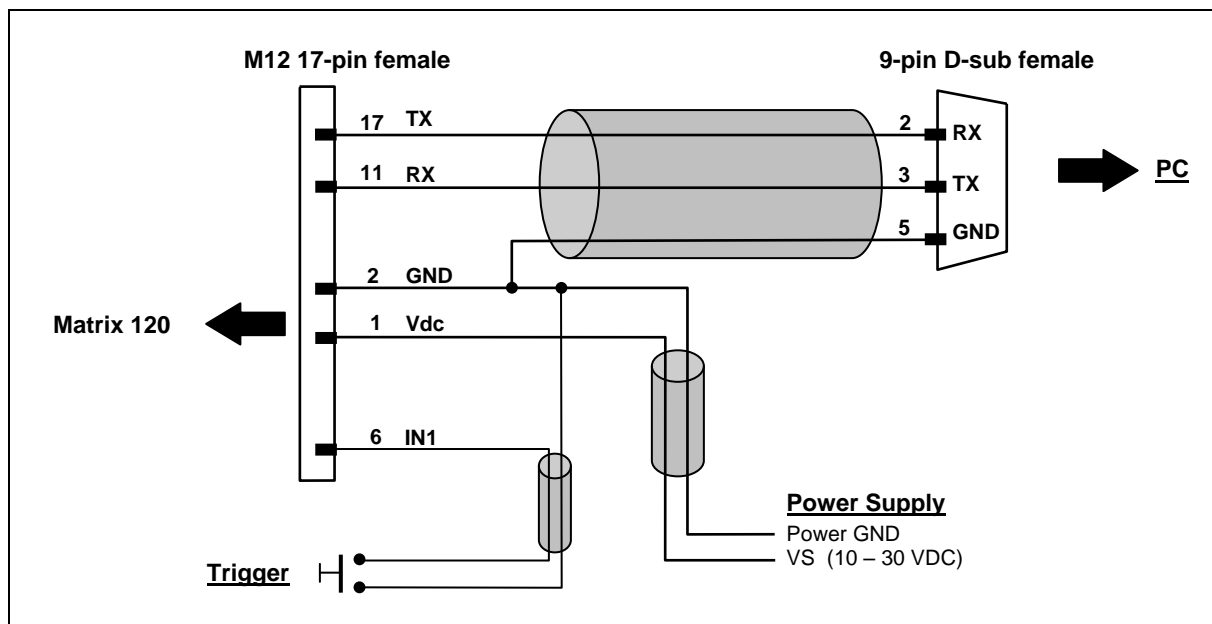 M12 17-pin female
9-pin D-sub female
17 TX
2 RX
11 RX
3 TX
PC
5 GND
2 GND
Matrix 120
1 Vdc
6 IN1
Power Supply
Power GND
VS (10 – 30 VDC)
Trigger